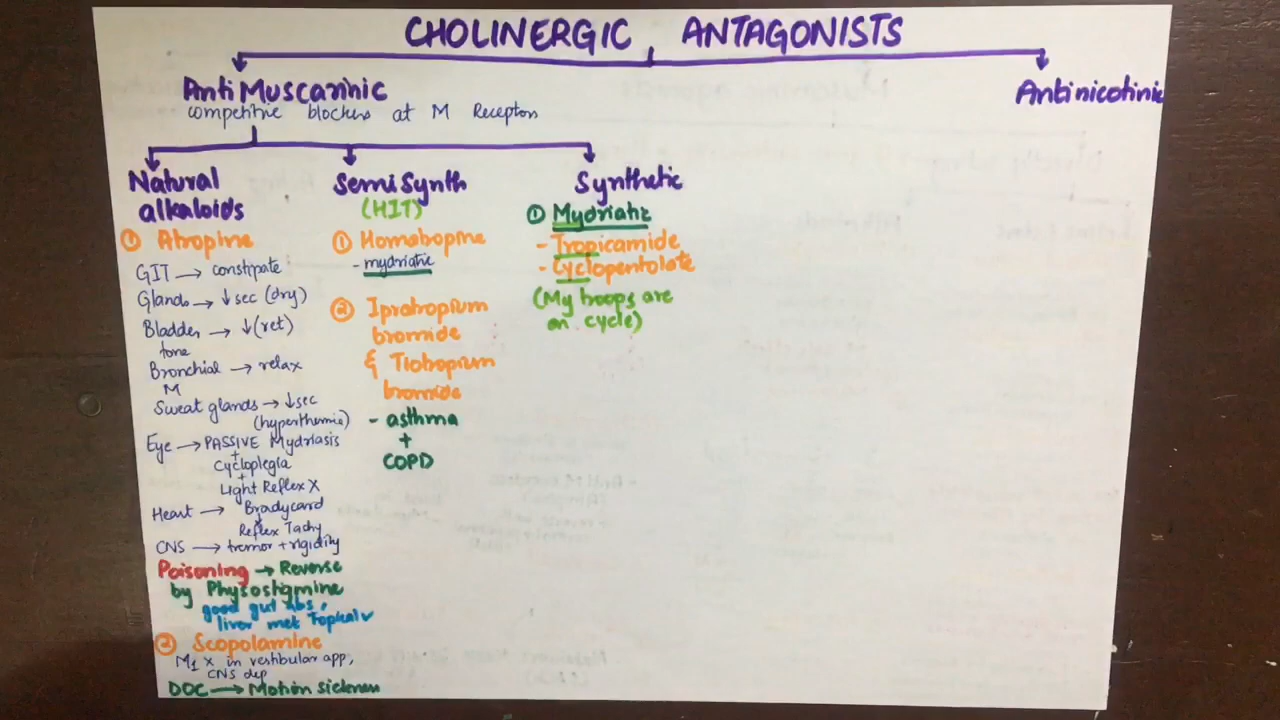 CHOLINERGIC ANTAGONISTS
AntiMuscarinic
competitive blockers at M Receptors
Antinicotinic
Natural
alkaloids
① Atropine
GIT → constipate
Glands → ↓ sec (dry)
Bladder → ↓ (ret)
tone
Bronchial → relax
M
Sweat glands → ↓ sec
(hyperthemia)
Eye → PASSIVE Mydriasis
+
Cycloplegia
+
Light Reflex X
Heart → Bradycard
Reflex Tachy
CNS → tremor + rigidity
Poisoning → Reverse
by Physostigmine
good gut abs,
liver met Topical ✓
② Scopolamine
M1 x in vestibular app,
CNS dep
DOC → Motion sickness
SemiSynth
(HIT)
① Homatropine
- mydriatic
② Ipratropium
bromide
& Tiotropium
bromide
- asthma
+
COPD
Synthetic
① Mydriatic
- Tropicamide
- Cyclopentolate
(My troops are
on cycle)